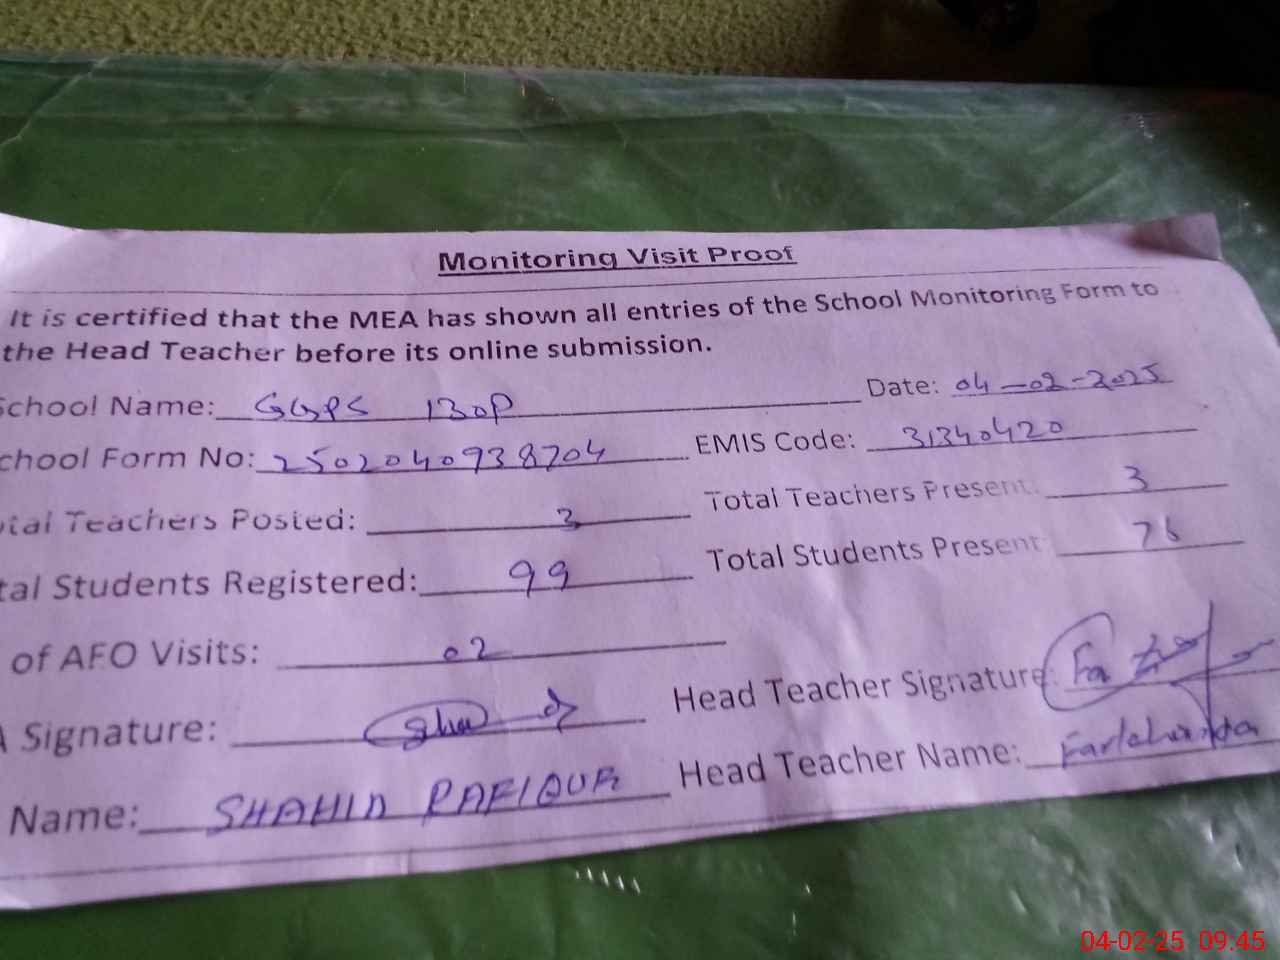 Monitoring Visit Proof
It is certified that the MEA has shown all entries of the School Monitoring Form to
the Head Teacher before its online submission.
School Name: GGPS 130P Date: 04-02-2025
chool Form No: 2502040938704 EMIS Code: 31340420
tal Teachers Posted: 3 Total Teachers Present: 3
tal Students Registered: 99 Total Students Present: 76
of AFO Visits: 02
A Signature: Head Teacher Signature:
Name: SHAHID RAFIQUR Head Teacher Name:
04-02-25 09:45